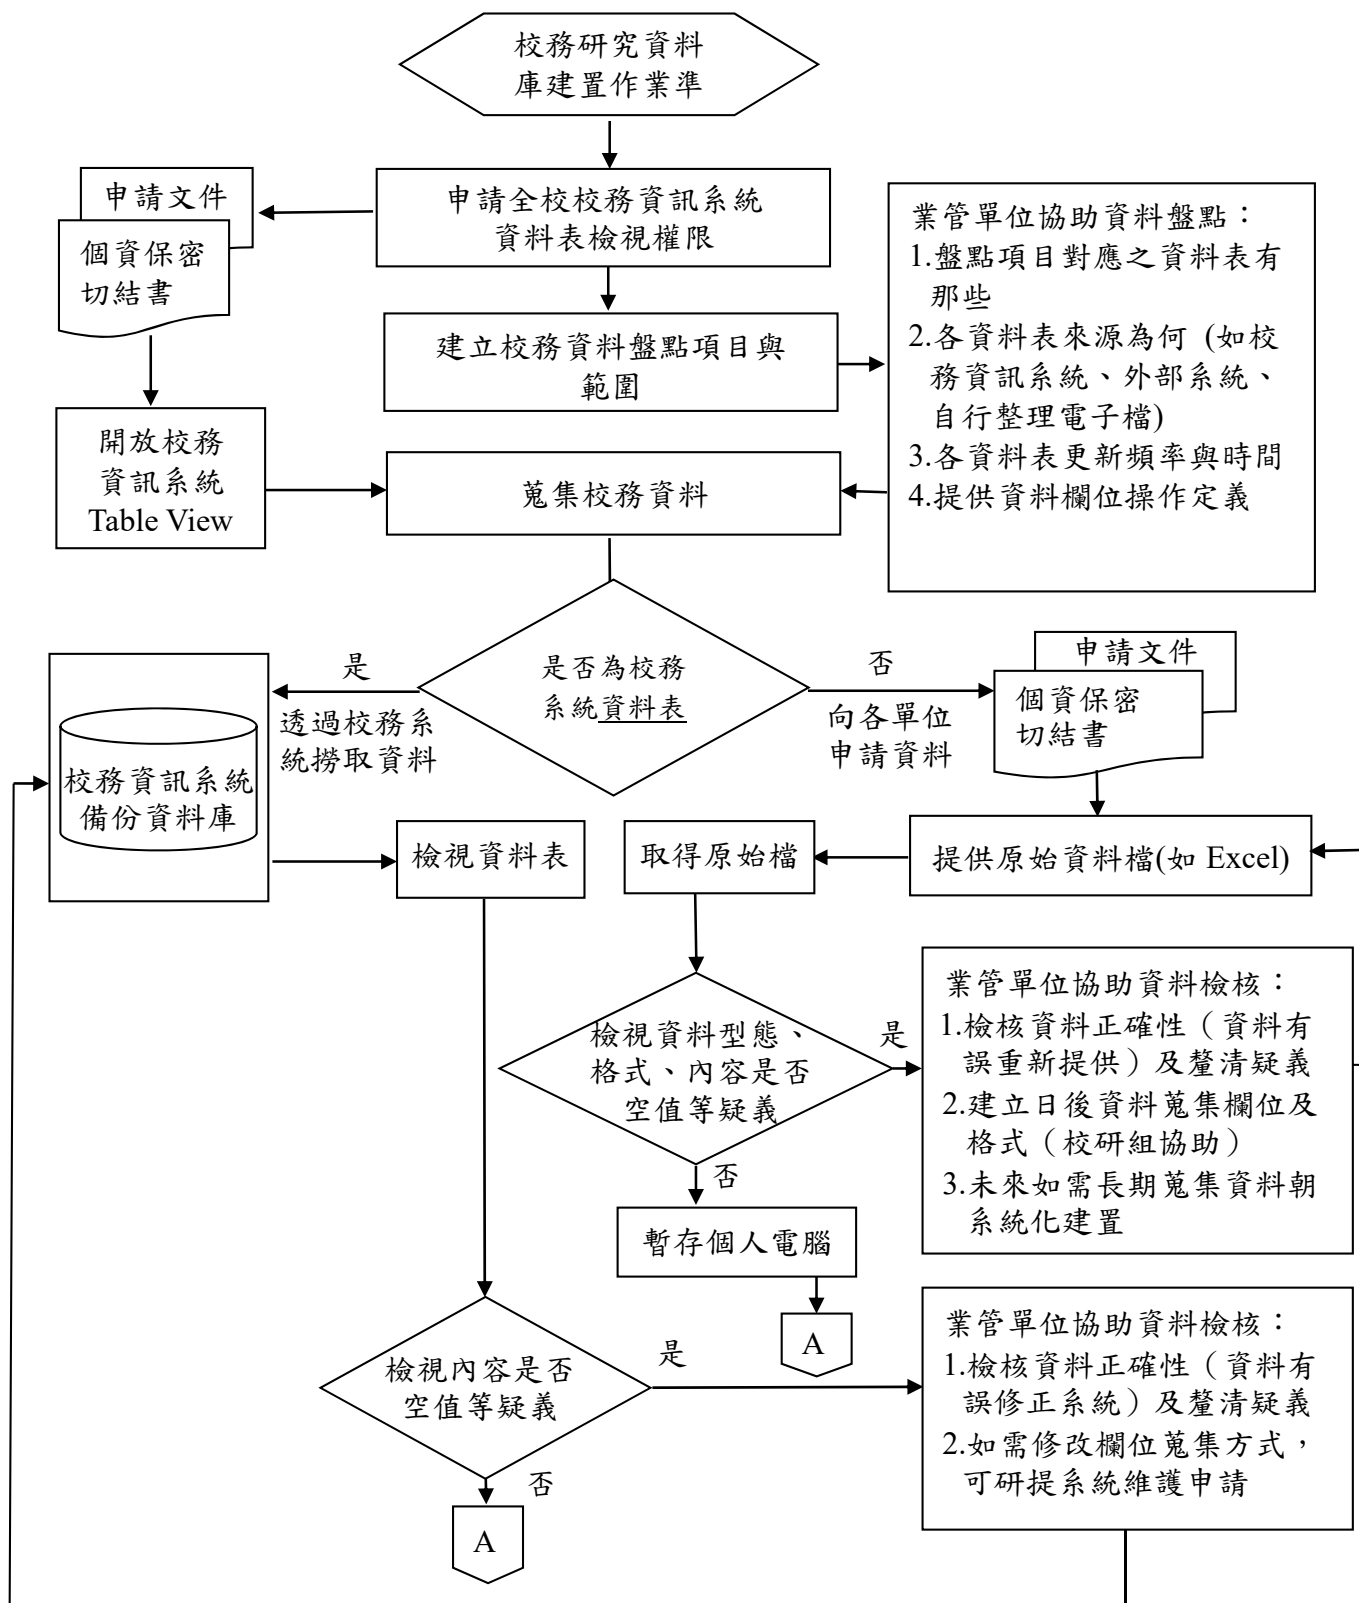 校務研究資料
庫建置作業準
申請文件
個資保密
切結書
申請全校校務資訊系統
資料表檢視權限
業管單位協助資料盤點：
1.盤點項目對應之資料表有
那些
2.各資料表來源為何 (如校
務資訊系統、外部系統、
自行整理電子檔)
3.各資料表更新頻率與時間
4.提供資料欄位操作定義
建立校務資料盤點項目與
範圍
開放校務
資訊系統
Table View
蒐集校務資料
是否為校務
系統資料表
是
透過校務系
統撈取資料
否
向各單位
申請資料
申請文件
個資保密
切結書
校務資訊系統
備份資料庫
檢視資料表
取得原始檔
提供原始資料檔(如 Excel)
檢視資料型態、
格式、內容是否
空值等疑義
是
業管單位協助資料檢核：
1.檢核資料正確性（資料有
誤重新提供）及釐清疑義
2.建立日後資料蒐集欄位及
格式（校研組協助）
3.未來如需長期蒐集資料朝
系統化建置
否
暫存個人電腦
A
檢視內容是否
空值等疑義
是
業管單位協助資料檢核：
1.檢核資料正確性（資料有
誤修正系統）及釐清疑義
2.如需修改欄位蒐集方式，
可研提系統維護申請
否
A